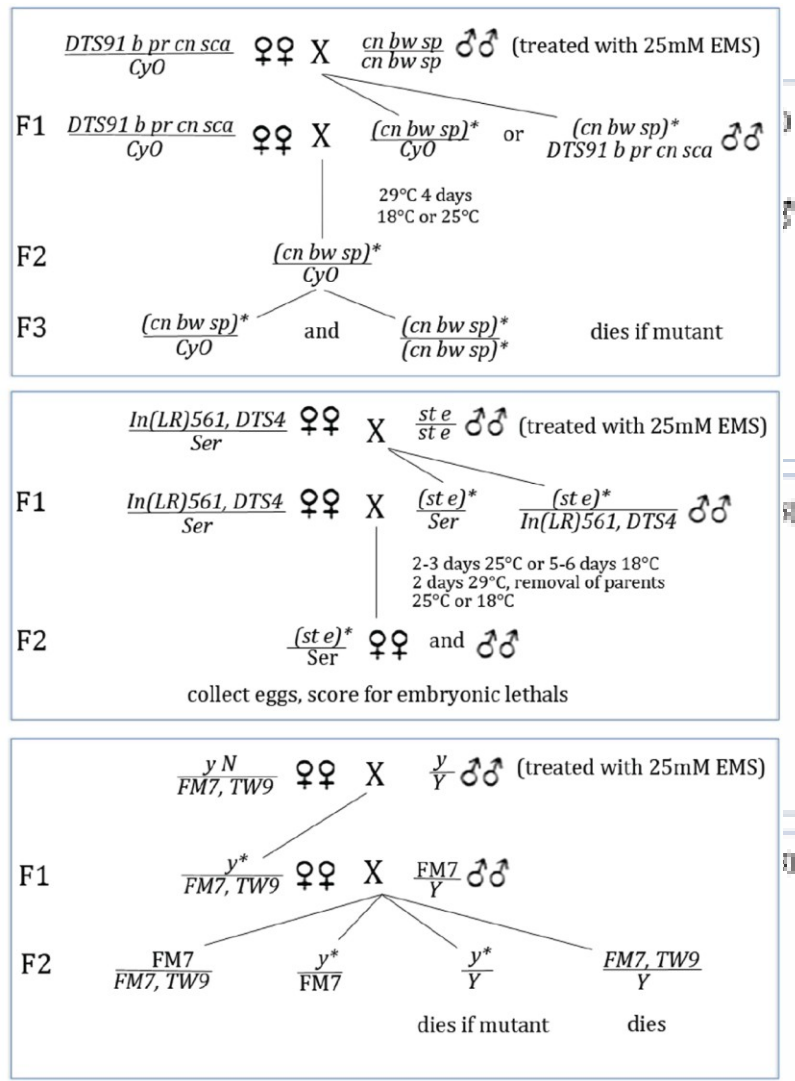 DTS91 b pr cn sca ♀♀ X cn bw sp ♂♂ (treated with 25mM EMS)
CyO cn bw sp
F1 DTS91 b pr cn sca ♀♀ X (cn bw sp)* or (cn bw sp)* ♂♂
CyO CyO DTS91 b pr cn sca
29°C 4 days
18°C or 25°C
F2 (cn bw sp)*
CyO
F3 (cn bw sp)* and (cn bw sp)* dies if mutant
CyO (cn bw sp)*
In(LR)561, DTS4 ♀♀ X st e ♂♂ (treated with 25mM EMS)
Ser st e
F1 In(LR)561, DTS4 ♀♀ X (st e)* (st e)* ♂♂
Ser Ser In(LR)561, DTS4
2-3 days 25°C or 5-6 days 18°C
2 days 29°C, removal of parents
25°C or 18°C
F2 (st e)* ♀♀ and ♂♂
Ser
collect eggs, score for embryonic lethals
y N ♀♀ X y ♂♂ (treated with 25mM EMS)
FM7, TW9 Y
F1 y* ♀♀ X FM7 ♂♂
FM7, TW9 Y
F2 FM7 y* y* FM7, TW9
FM7, TW9 FM7 Y Y
dies if mutant dies